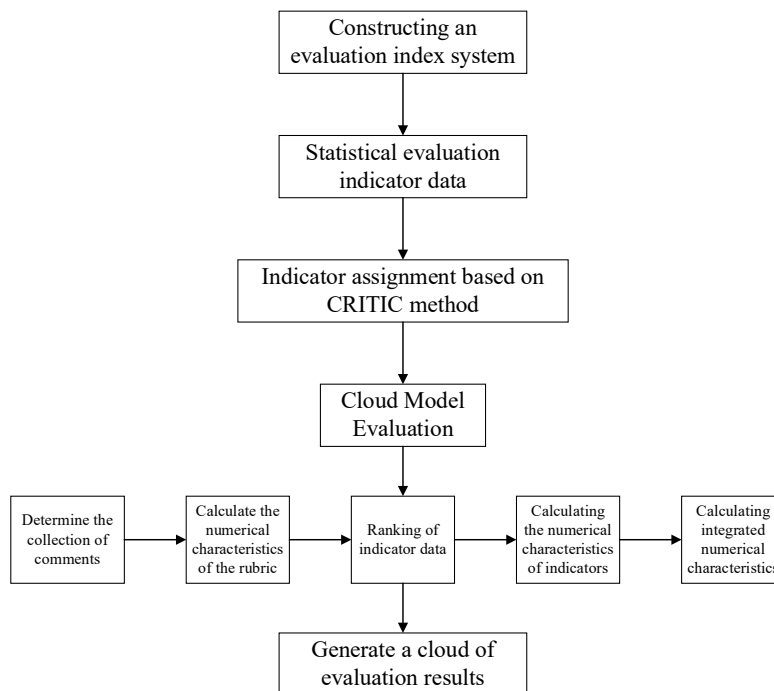 Constructing an
evaluation index system
Statistical evaluation
indicator data
Indicator assignment based on
CRITIC method
Cloud Model
Evaluation
Determine the
collection of
comments
Calculate the
numerical
characteristics
of the rubric
Ranking of
indicator data
Calculating
the numerical
characteristics
of indicators
Calculating
integrated
numerical
characteristics
Generate a cloud of
evaluation results